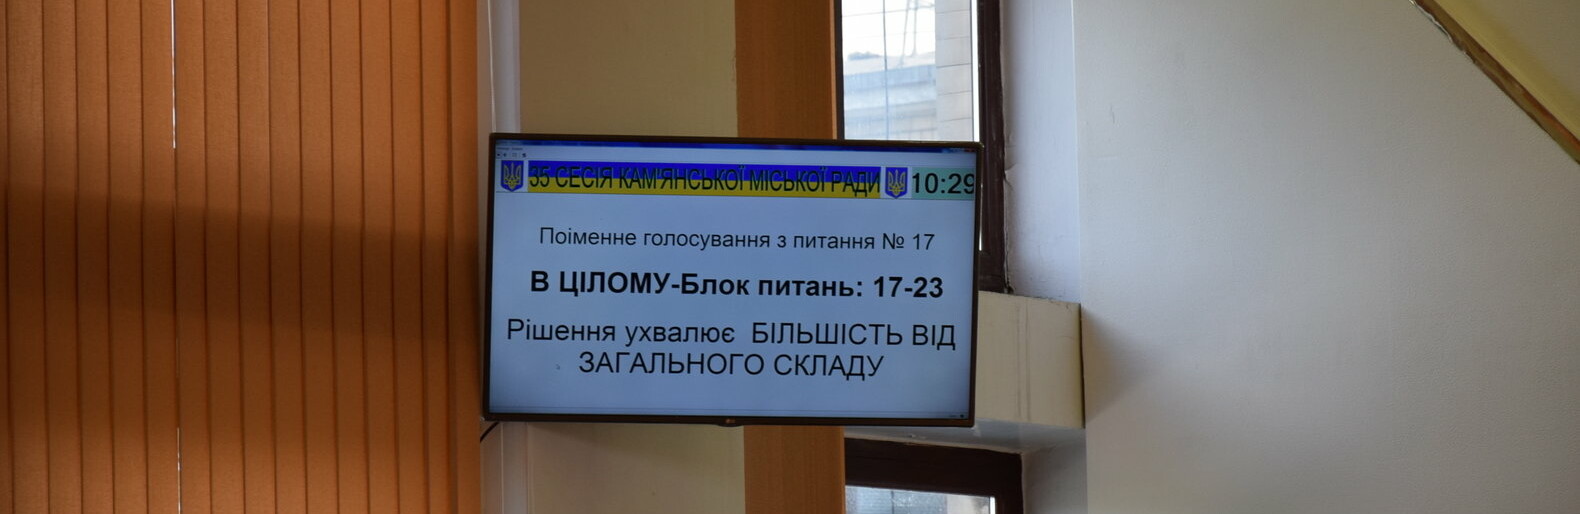 35 СЕСІЯ КАМ'ЯНСЬКОЇ МІСЬКОЇ РАДИ 10:29
Поіменне голосування з питання № 17
В ЦІЛОМУ-Блок питань: 17-23
Рішення ухвалює БІЛЬШІСТЬ ВІД
ЗАГАЛЬНОГО СКЛАДУ
LG